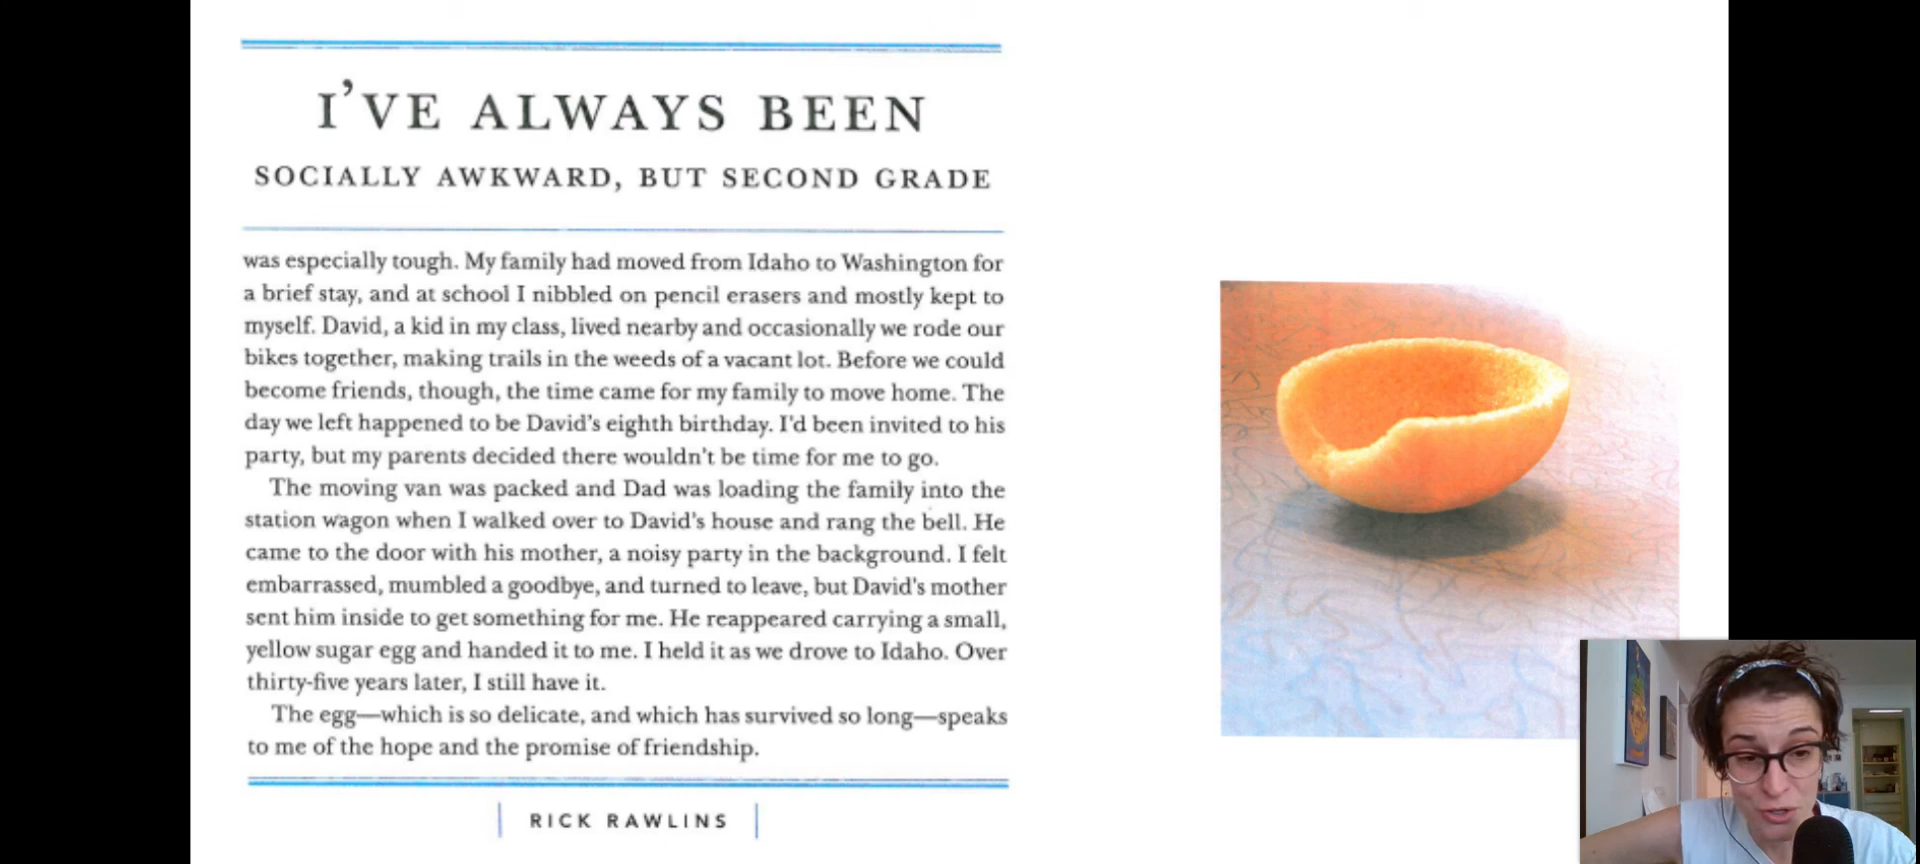 I'VE ALWAYS BEEN
SOCIALLY AWKWARD, BUT SECOND GRADE
was especially tough. My family had moved from Idaho to Washington for
a brief stay, and at school I nibbled on pencil erasers and mostly kept to
myself. David, a kid in my class, lived nearby and occasionally we rode our
bikes together, making trails in the weeds of a vacant lot. Before we could
become friends, though, the time came for my family to move home. The
day we left happened to be David's eighth birthday. I'd been invited to his
party, but my parents decided there wouldn't be time for me to go.
The moving van was packed and Dad was loading the family into the
station wagon when I walked over to David's house and rang the bell. He
came to the door with his mother, a noisy party in the background. I felt
embarrassed, mumbled a goodbye, and turned to leave, but David's mother
sent him inside to get something for me. He reappeared carrying a small,
yellow sugar egg and handed it to me. I held it as we drove to Idaho. Over
thirty-five years later, I still have it.
The egg—which is so delicate, and which has survived so long—speaks
to me of the hope and the promise of friendship.
RICK RAWLINS